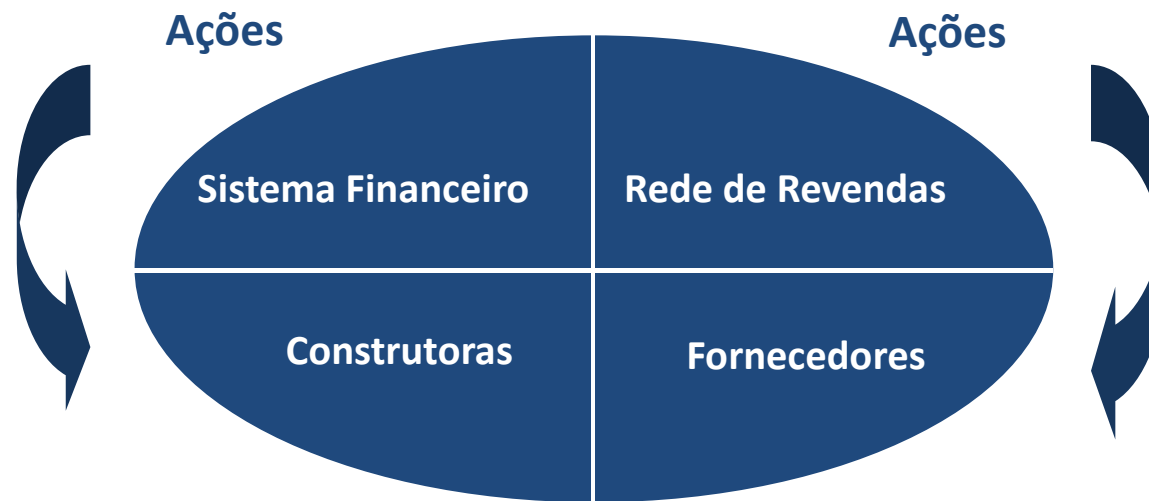 Ações
Ações
Sistema Financeiro
Rede de Revendas
Construtoras
Fornecedores